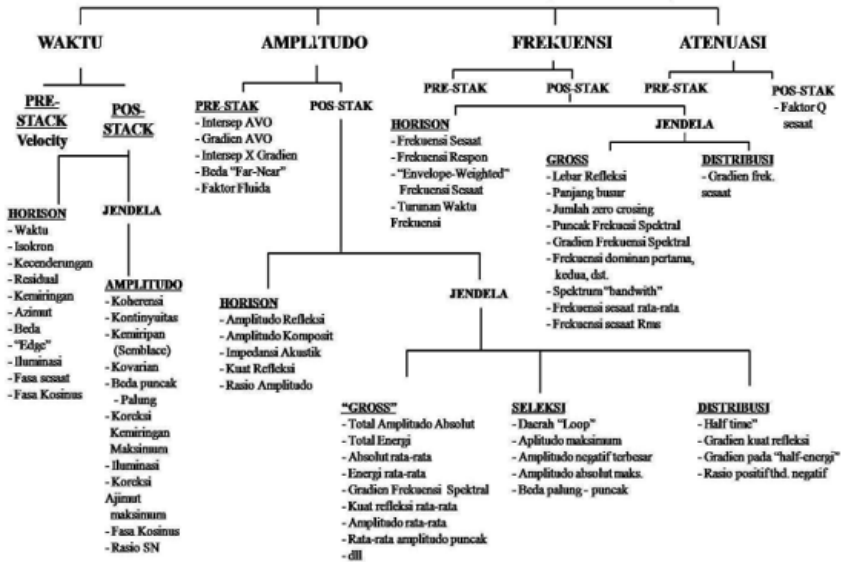 WAKTU
AMPLITUDO
FREKUENSI
ATENUASI
PRE-
STACK
Velocity
POS-
STACK
HORISON
- Waktu
- Isokron
- Kecenderungan
- Residual
- Kemiringan
- Azimut
- Beda
- “Edge”
- Iluminasi
- Fasa sesaat
- Fasa Kosinus
JENDELA
AMPLITUDO
- Koherensi
- Kontinyuitas
- Kemiripan
(Semblace)
- Kovarian
- Beda puncak
- Palung
- Koreksi
Kemiringan
Maksimum
- Iluminasi
- Koreksi
Ajimut
maksimum
- Fasa Kosinus
- Rasio SN
PRE-STAK
- Intersep AVO
- Gradien AVO
- Intersep X Gradien
- Beda “Far-Near”
- Faktor Fluida
POS-STAK
HORISON
- Amplitudo Refleksi
- Amplitudo Komposit
- Impedansi Akustik
- Kuat Refleksi
- Rasio Amplitudo
JENDELA
“GROSS”
- Total Amplitudo Absolut
- Total Energi
- Absolut rata-rata
- Energi rata-rata
- Gradien Frekuensi Spektral
- Kuat refleksi rata-rata
- Amplitudo rata-rata
- Rata-rata amplitudo puncak
- dll
SELEKSI
- Daerah “Loop”
- Aplitudo maksimum
- Amplitudo negatif terbesar
- Amplitudo absolut maks.
- Beda palung - puncak
DISTRIBUSI
- Half time”
- Gradien kuat refleksi
- Gradien pada “half-energi”
- Rasio positif thd. negatif
PRE-STAK
POS-STAK
HORISON
- Frekuensi Sesaat
- Frekuensi Respon
- “Envelope-Weighted”
Frekuensi Sesaat
- Turunan Waktu
Frekuensi
JENDELA
GROSS
- Lebar Refleksi
- Panjang busur
- Jumlah zero crosing
- Puncak Frekuesi Spektral
- Gradien Frekuensi Spektral
- Frekuensi dominan pertama,
kedua, dst.
- Spektrum “bandwith”
- Frekuensi sesaat rata-rata
- Frekuensi sesaat Rms
DISTRIBUSI
- Gradien frek.
sesaat
PRE-STAK
POS-STAK
- Faktor Q
sesaat